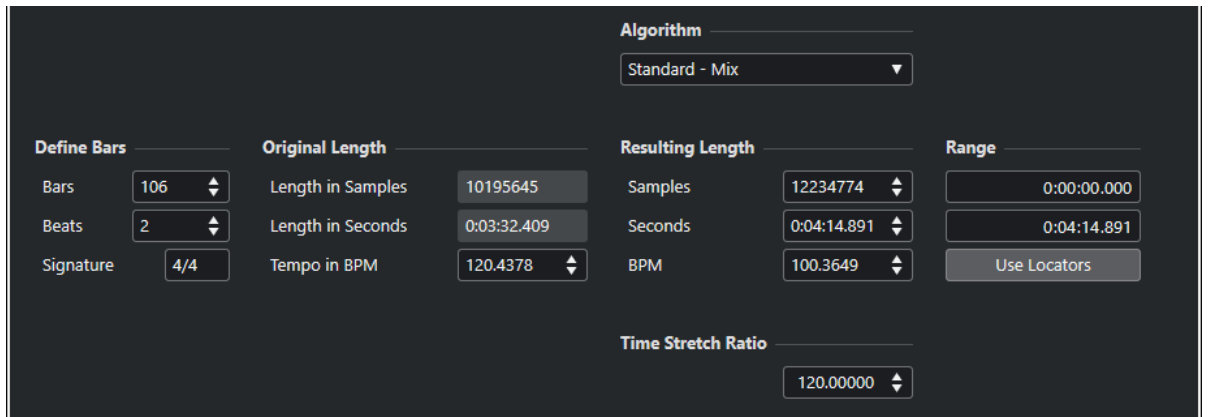 Algorithm
Standard - Mix
Define Bars Original Length Resulting Length Range
Bars 106 Length in Samples 10195645 Samples 12234774 0:00:00.000
Beats 2 Length in Seconds 0:03:32.409 Seconds 0:04:14.891 0:04:14.891
Signature 4/4 Tempo in BPM 120.4378 BPM 100.3649 Use Locators
Time Stretch Ratio
120.00000